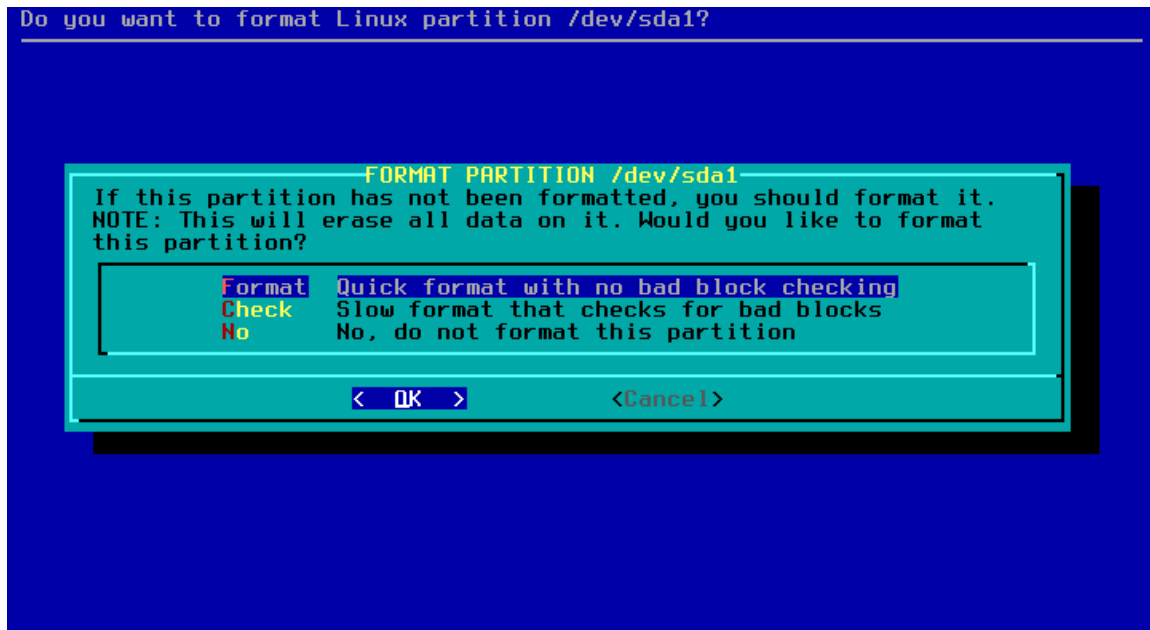 Do you want to format Linux partition /dev/sda1?
FORMAT PARTITION /dev/sda1
If this partition has not been formatted, you should format it.
NOTE: This will erase all data on it. Would you like to format
this partition?
Format Quick format with no bad block checking
Check Slow format that checks for bad blocks
No No, do not format this partition
< OK > <Cancel>